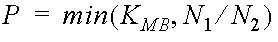 P = min(K_MB, N_1/N_2)